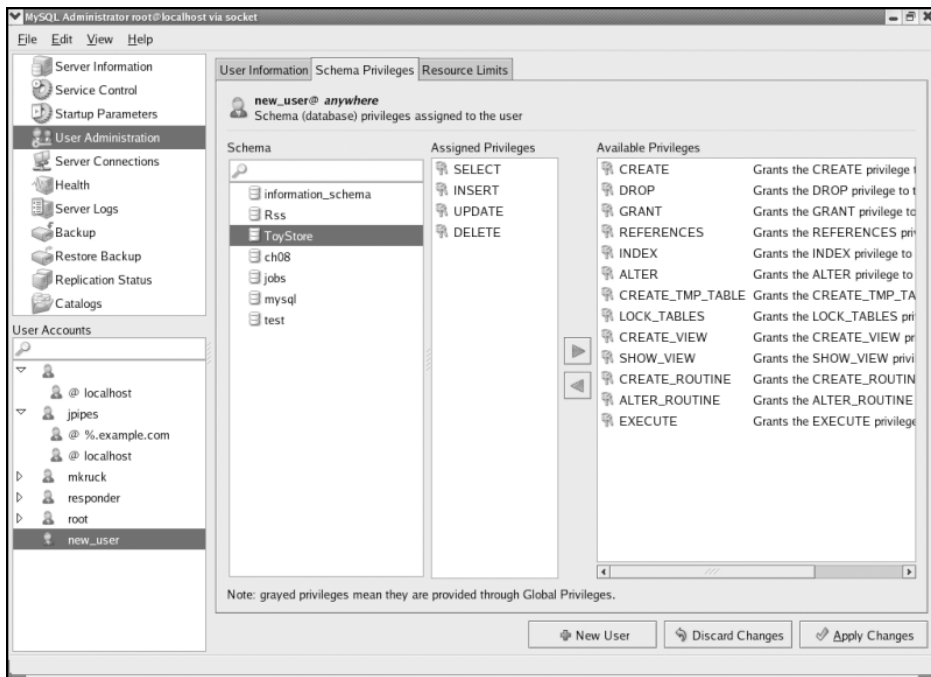 MySQL Administrator root@localhost via socket
File Edit View Help
Server Information
Service Control
Startup Parameters
User Administration
Server Connections
Health
Server Logs
Backup
Restore Backup
Replication Status
Catalogs
User Accounts
@ localhost
jpipes
@ %.example.com
@ localhost
mkruck
responder
root
new_user
User Information Schema Privileges Resource Limits
new_user@ anywhere
Schema (database) privileges assigned to the user
Schema
information_schema
Rss
ToyStore
ch08
jobs
mysql
test
Assigned Privileges
SELECT
INSERT
UPDATE
DELETE
Available Privileges
CREATE Grants the CREATE privilege t
DROP Grants the DROP privilege to t
GRANT Grants the GRANT privilege to
REFERENCES Grants the REFERENCES pri
INDEX Grants the INDEX privilege to
ALTER Grants the ALTER privilege to
CREATE_TMP_TABLE Grants the CREATE_TMP_TA
LOCK_TABLES Grants the LOCK_TABLES pri
CREATE_VIEW Grants the CREATE_VIEW pr
SHOW_VIEW Grants the SHOW_VIEW privi
CREATE_ROUTINE Grants the CREATE_ROUTIN
ALTER_ROUTINE Grants the ALTER_ROUTINE
EXECUTE Grants the EXECUTE privilege
Note: grayed privileges mean they are provided through Global Privileges.
New User Discard Changes Apply Changes